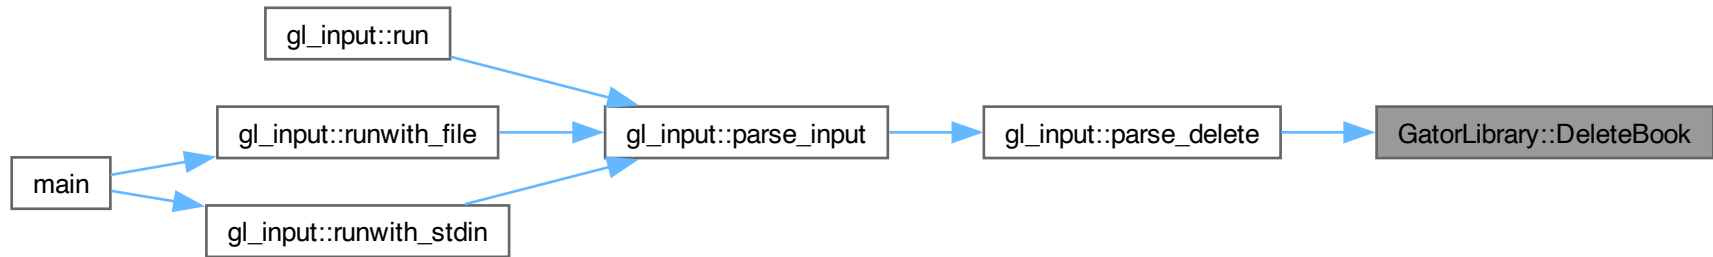 gl_input::run
gl_input::runwith_file
gl_input::parse_input
gl_input::parse_delete
GatorLibrary::DeleteBook
main
gl_input::runwith_stdin